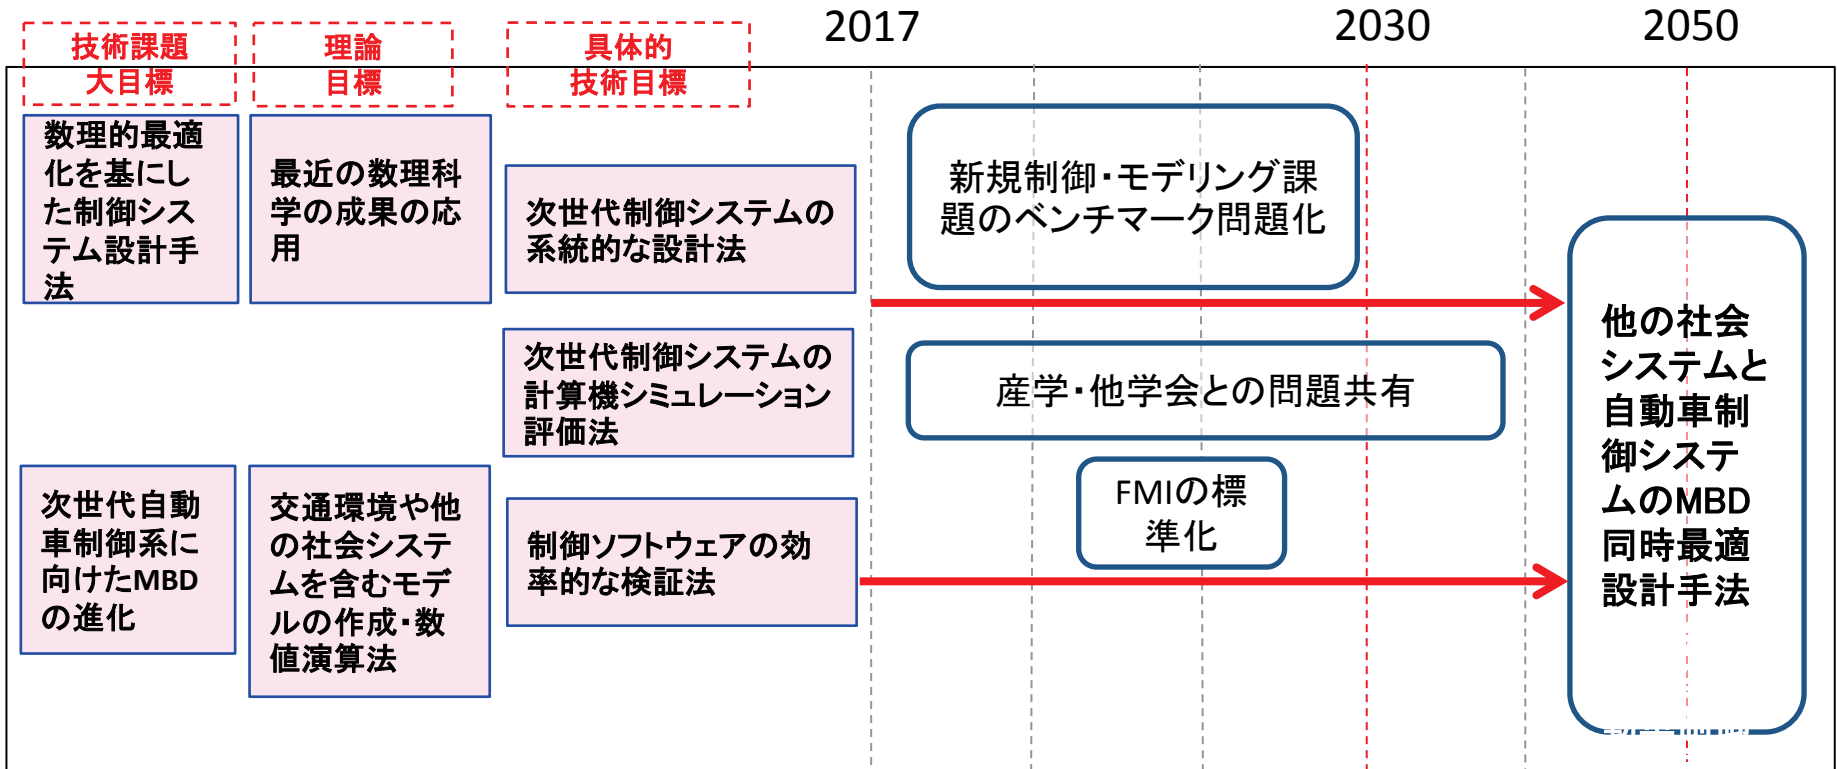 2017
2030
2050
技術課題
大目標
理論
目標
具体的
技術目標
数理的最適
化を基にし
た制御シス
テム設計手
法
最近の数理科
学の成果の応
用
次世代制御システムの
系統的な設計法
新規制御・モデリング課
題のベンチマーク問題化
次世代制御システムの
計算機シミュレーション
評価法
産学・他学会との問題共有
次世代自動
車制御系に
向けたMBD
の進化
交通環境や他
の社会システ
ムを含むモデ
ルの作成・数
値演算法
制御ソフトウェアの効
率的な検証法
FMIの標
準化
他の社会
システムと
自動車制
御システ
ムのMBD
同時最適
設計手法